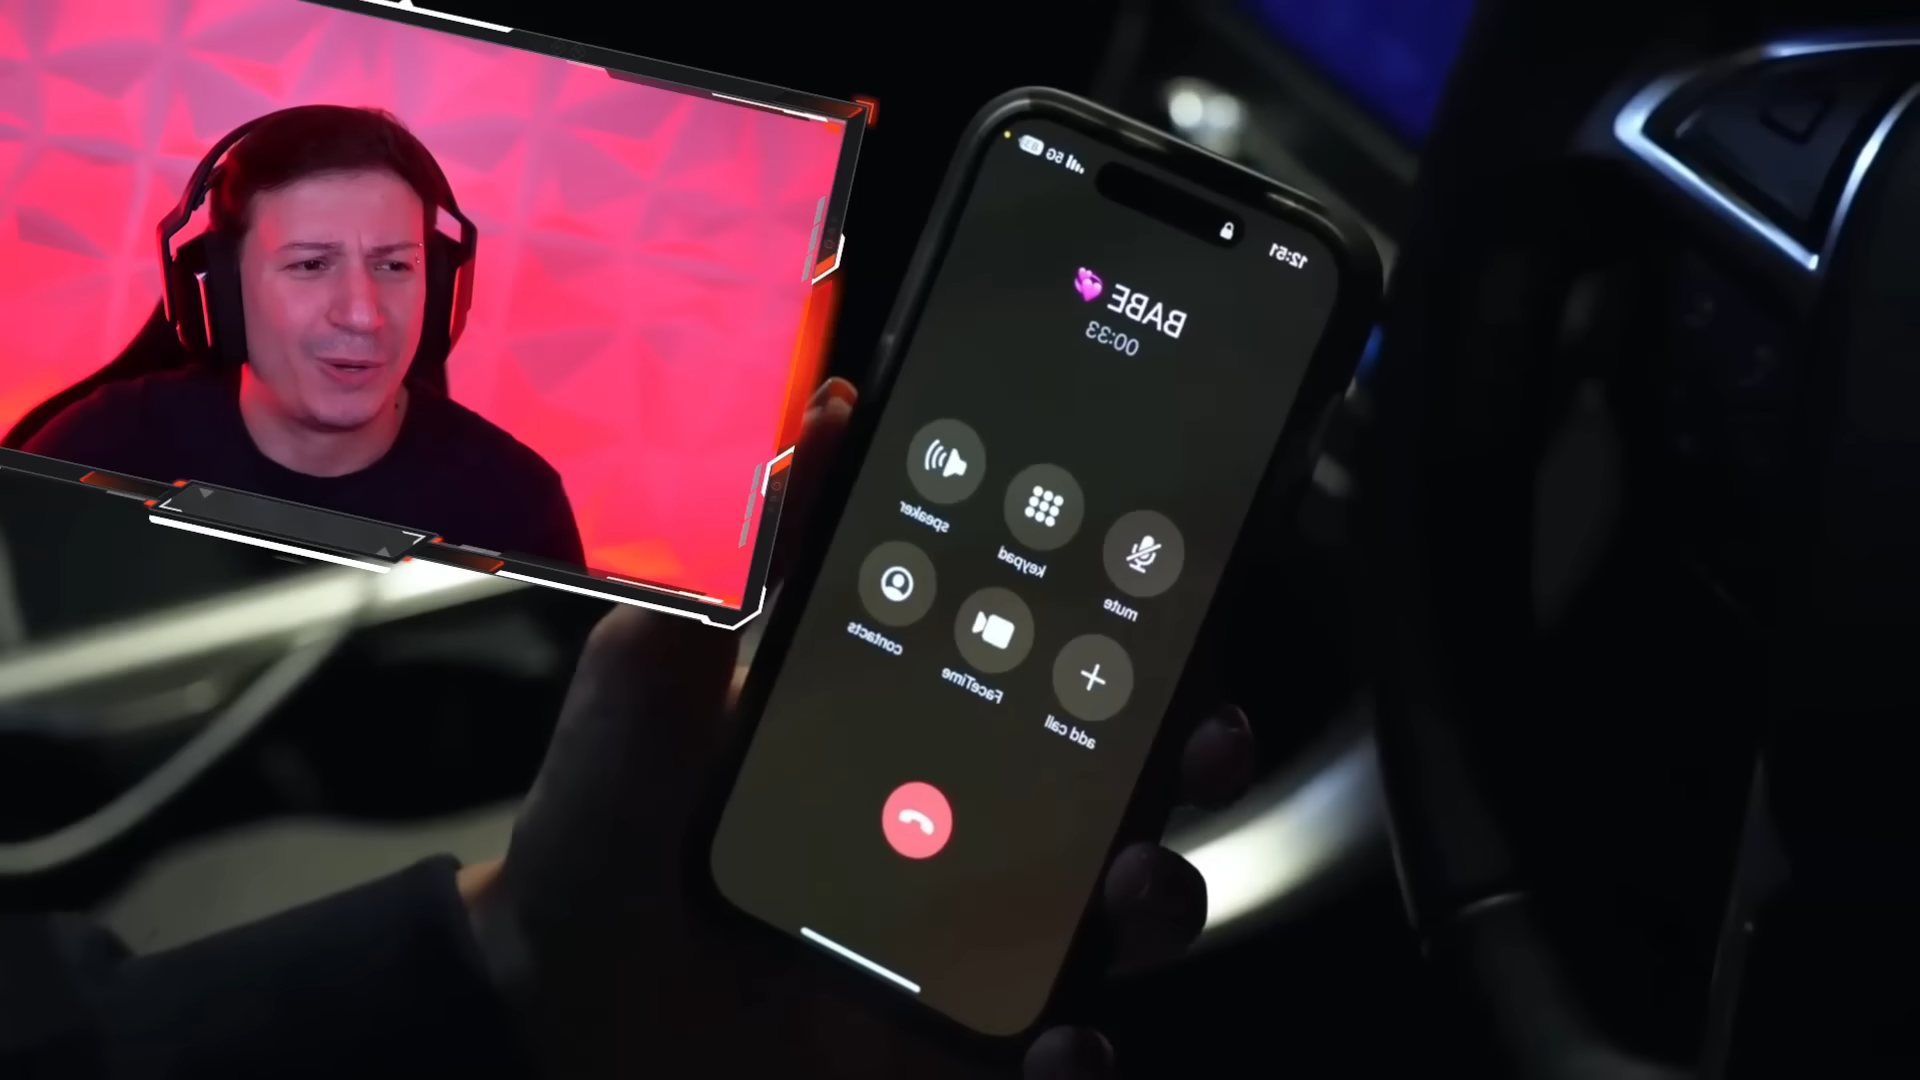 12:51
5G
BABE 💞
00:33
mute
keypad
speaker
add call
FaceTime
contacts